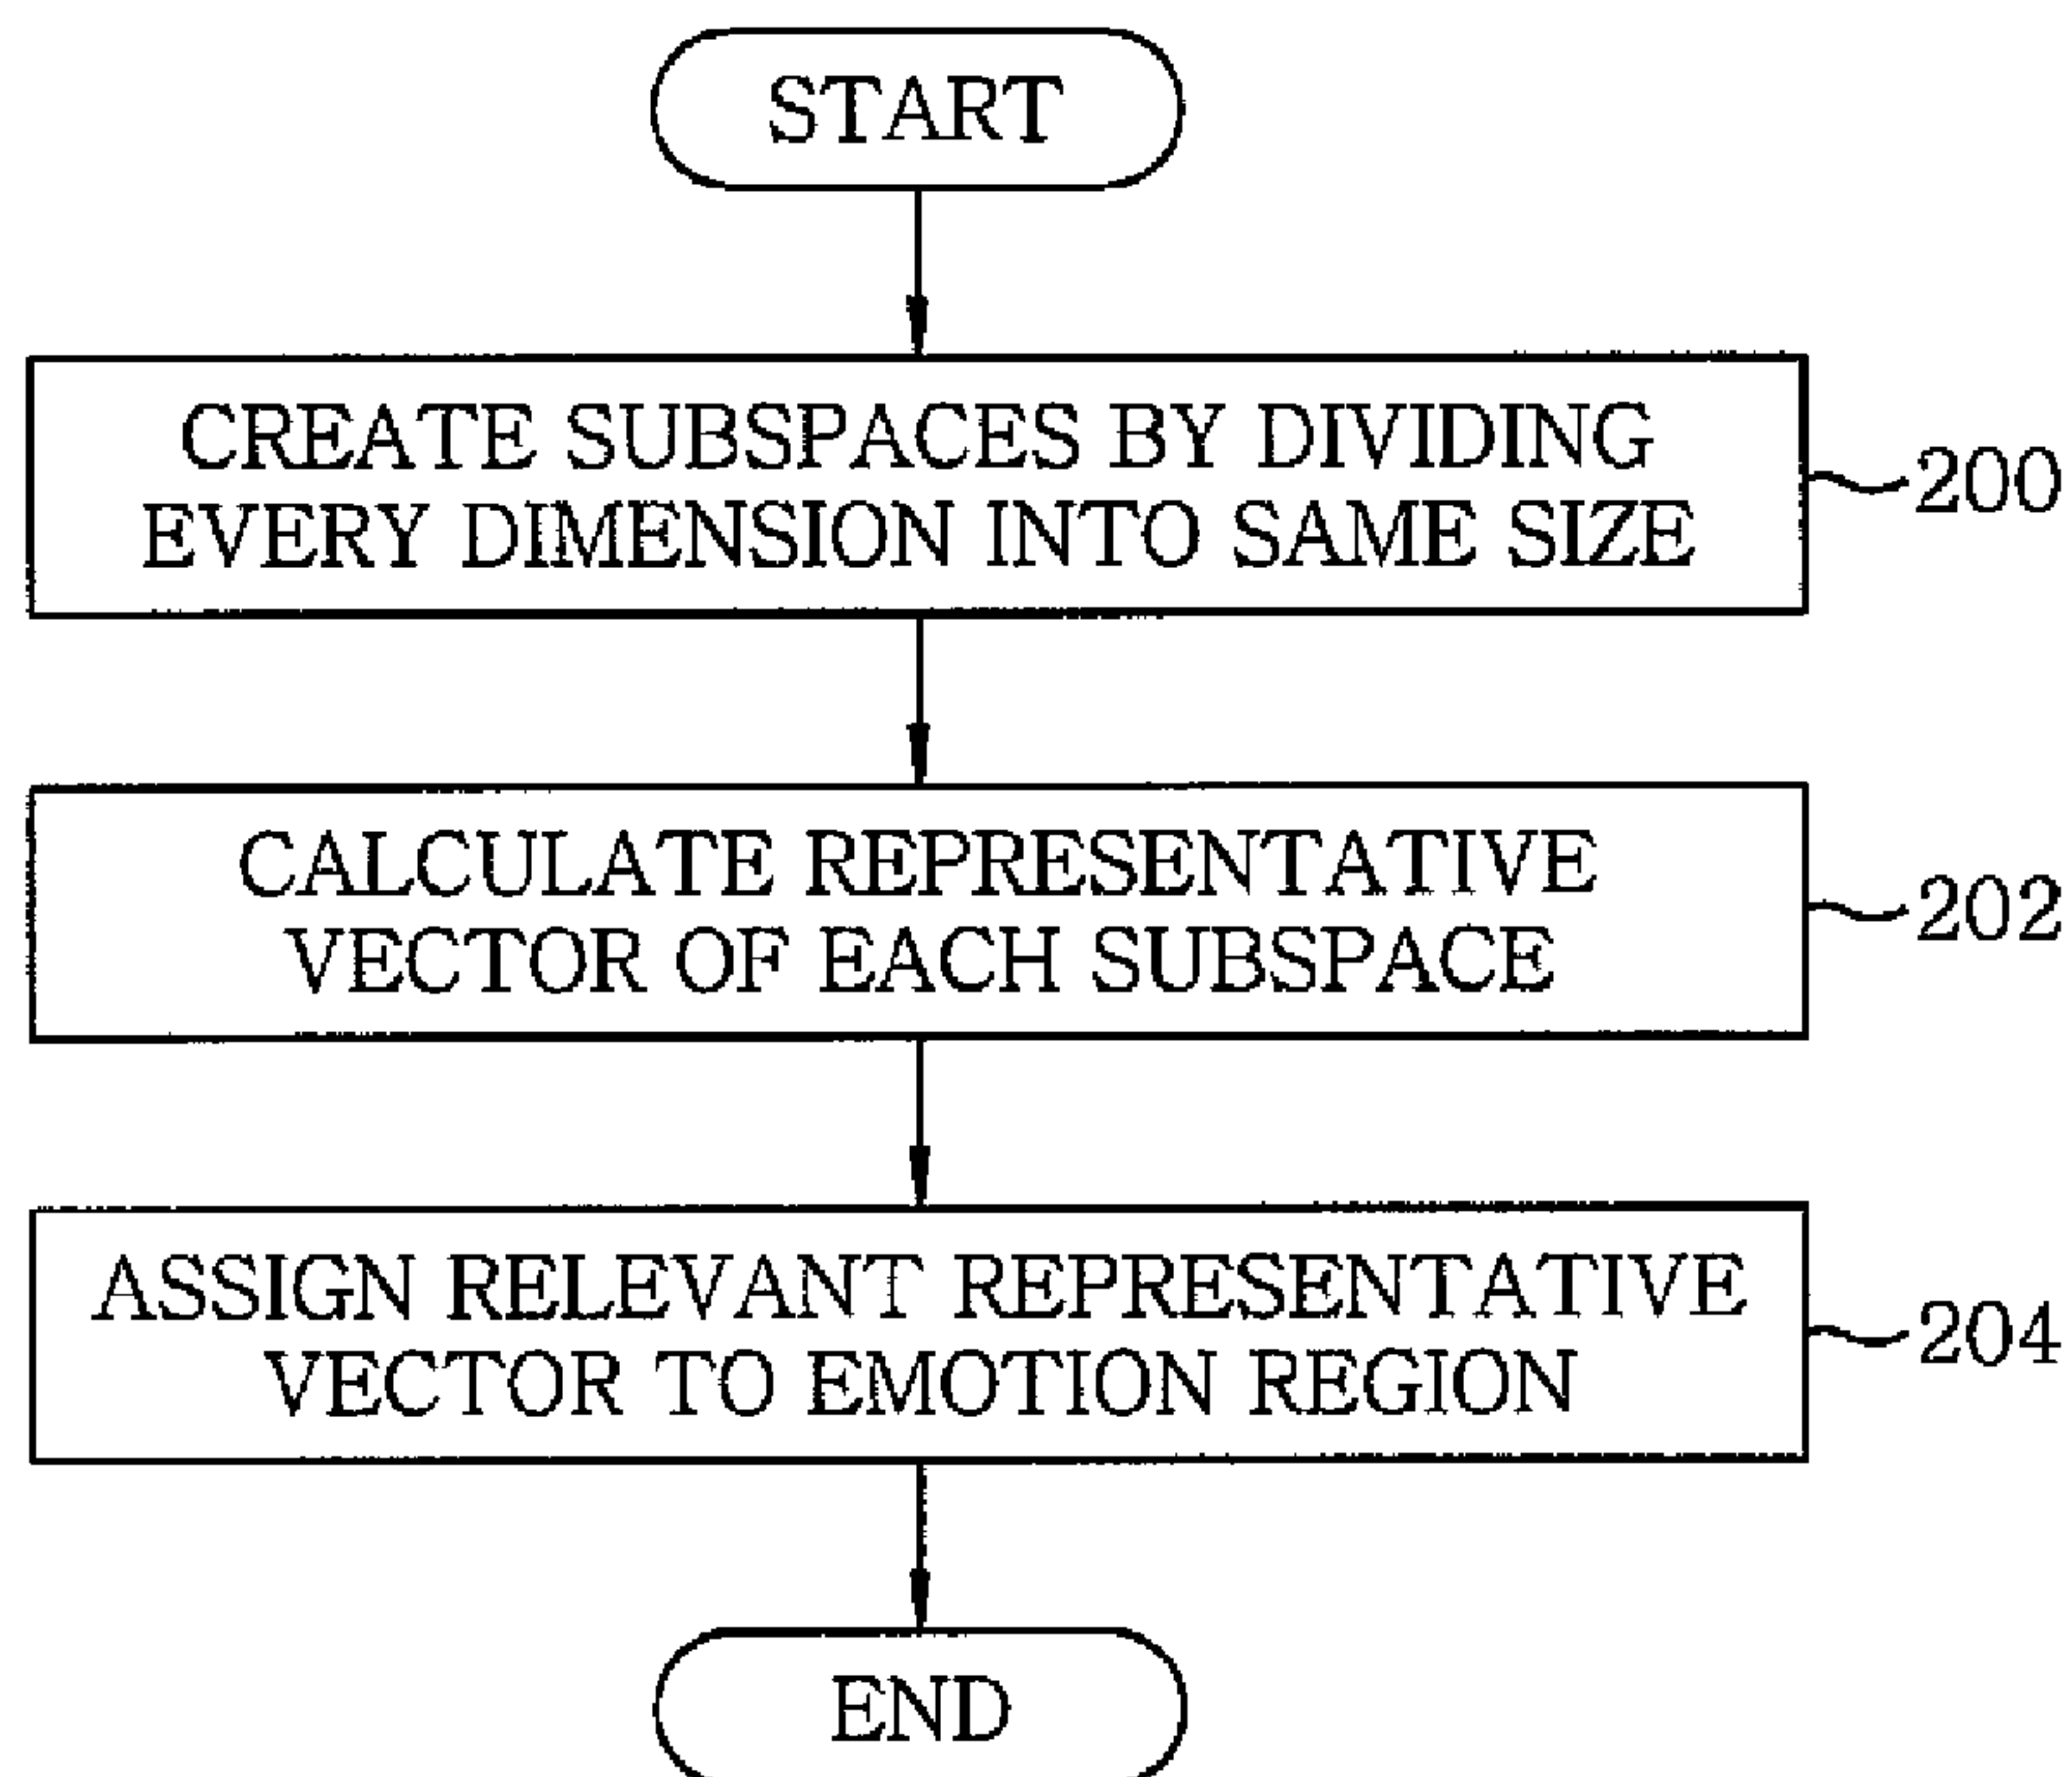 START
CREATE SUBSPACES BY DIVIDING
EVERY DIMENSION INTO SAME SIZE
200
CALCULATE REPRESENTATIVE
VECTOR OF EACH SUBSPACE
202
ASSIGN RELEVANT REPRESENTATIVE
VECTOR TO EMOTION REGION
204
END